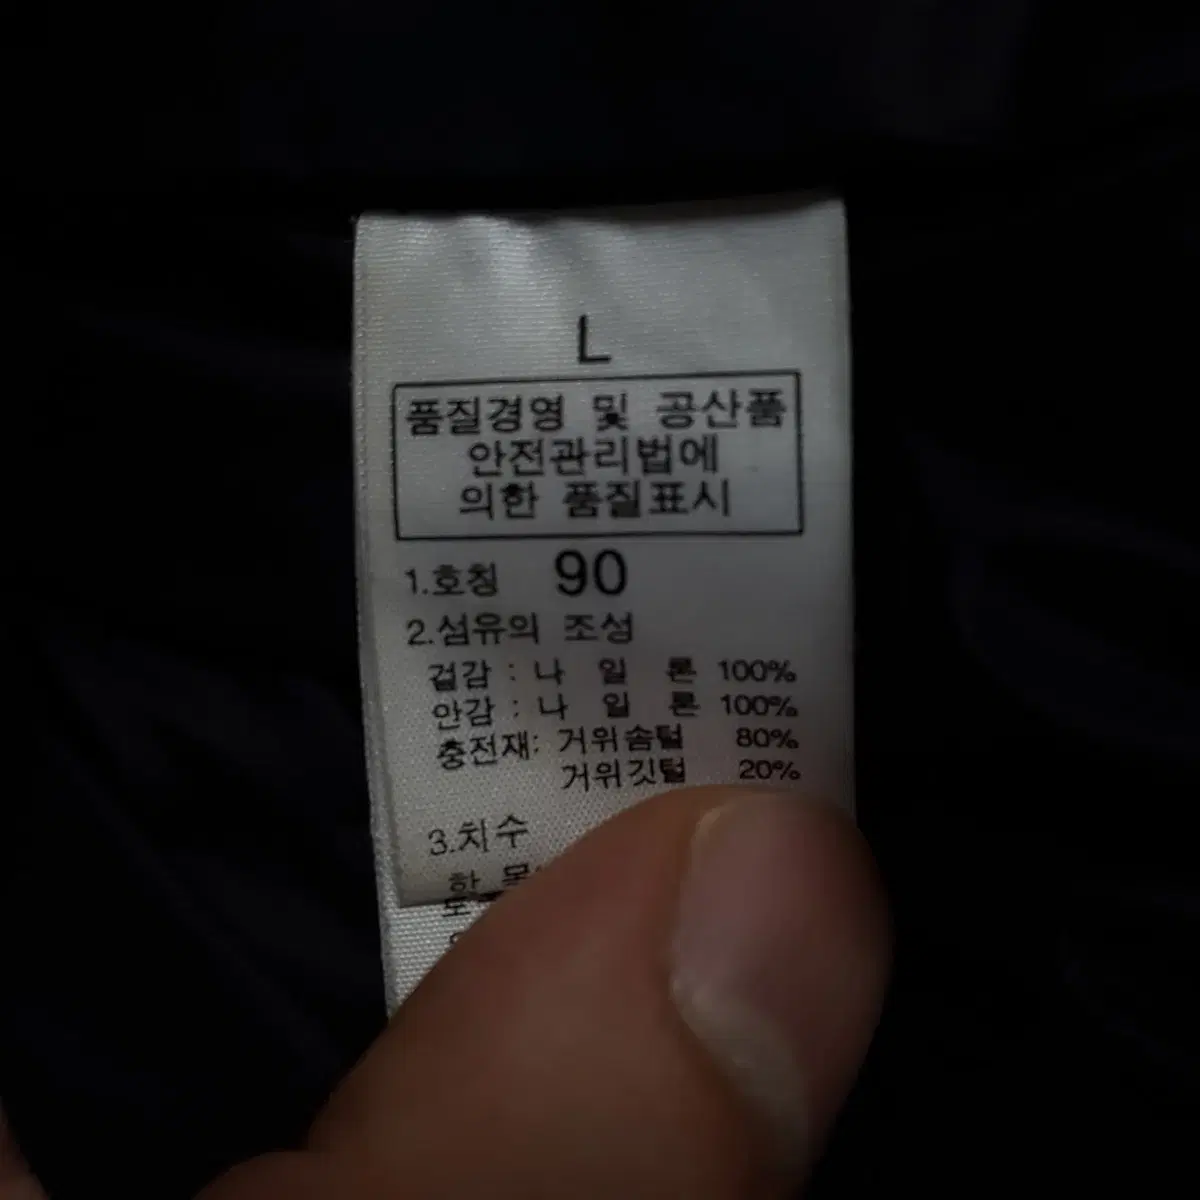 L
품질경영 및 공산품
안전관리법에
의한 품질표시
1.호칭 90
2.섬유의 조성
겉감 : 나 일 론 100%
안감 : 나 일 론 100%
충전재: 거위솜털 80%
거위깃털 20%
3.치수